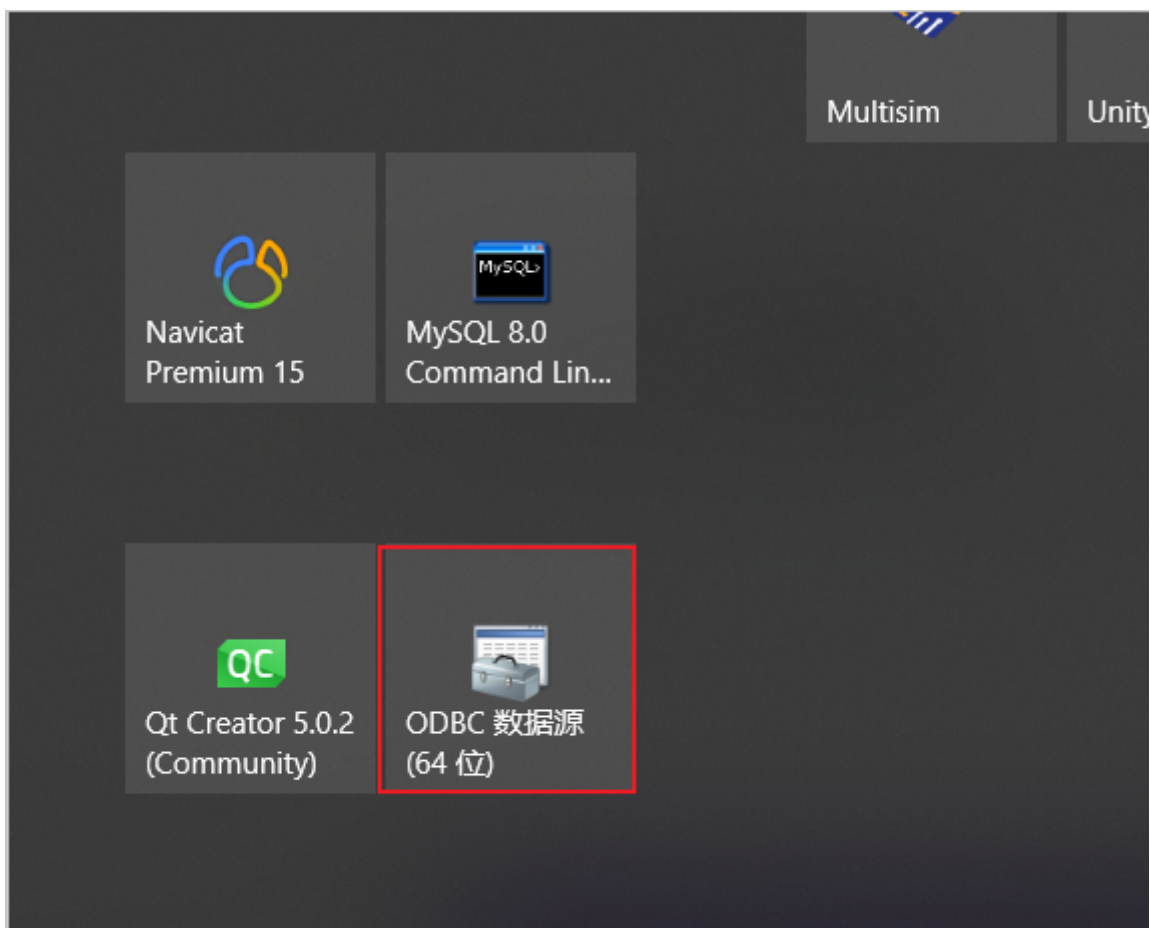 Multisim
Unity
Navicat
Premium 15
MySQL>
MySQL 8.0
Command Lin...
QC
Qt Creator 5.0.2
(Community)
ODBC 数据源
(64 位)